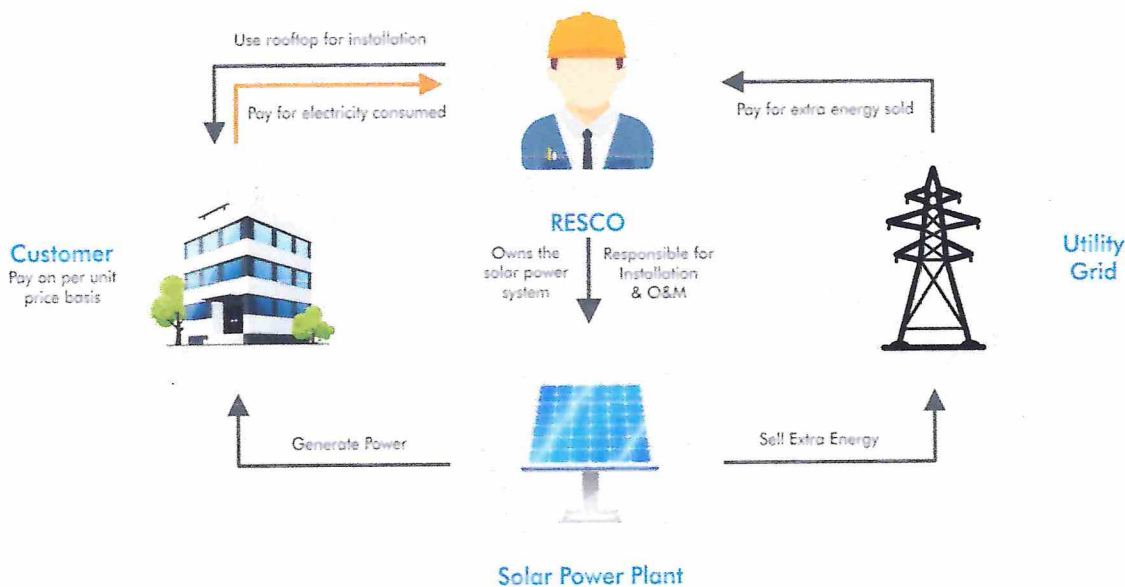 Use rooftop for installation
Pay for electricity consumed
Pay for extra energy sold
RESCO
Owns the
solar power
system
Responsible for
Installation
& O&M
Customer
Pay on per unit
price basis
Utility
Grid
Generate Power
Sell Extra Energy
Solar Power Plant